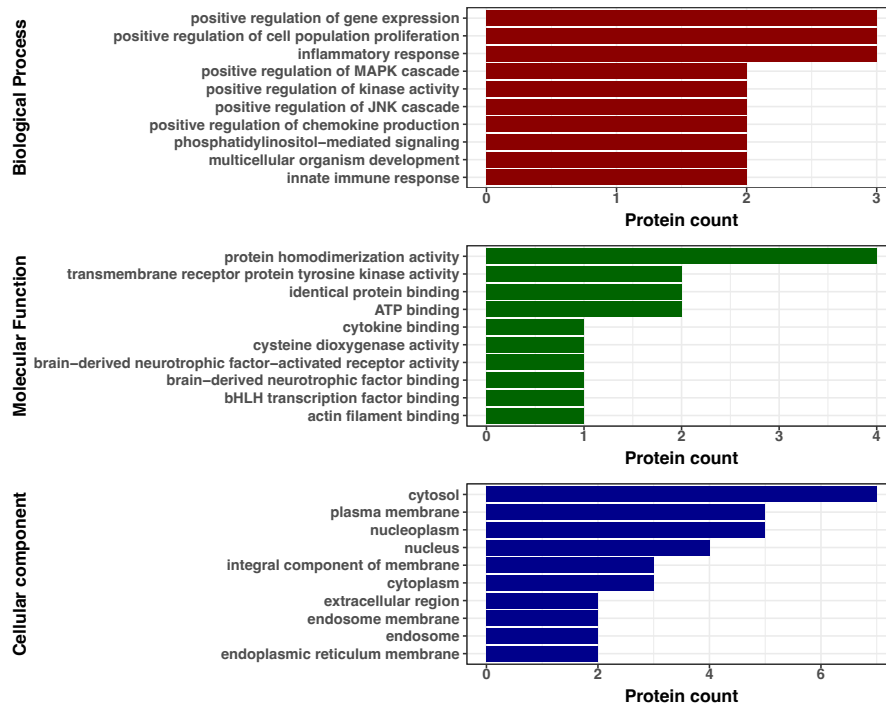 Biological Process
positive regulation of gene expression
positive regulation of cell population proliferation
inflammatory response
positive regulation of MAPK cascade
positive regulation of kinase activity
positive regulation of JNK cascade
positive regulation of chemokine production
phosphatidylinositol−mediated signaling
multicellular organism development
innate immune response
0 1 2 3
Protein count
Molecular Function
protein homodimerization activity
transmembrane receptor protein tyrosine kinase activity
identical protein binding
ATP binding
cytokine binding
cysteine dioxygenase activity
brain−derived neurotrophic factor−activated receptor activity
brain−derived neurotrophic factor binding
bHLH transcription factor binding
actin filament binding
0 1 2 3 4
Protein count
Cellular component
cytosol
plasma membrane
nucleoplasm
nucleus
integral component of membrane
cytoplasm
extracellular region
endosome membrane
endosome
endoplasmic reticulum membrane
0 2 4 6
Protein count